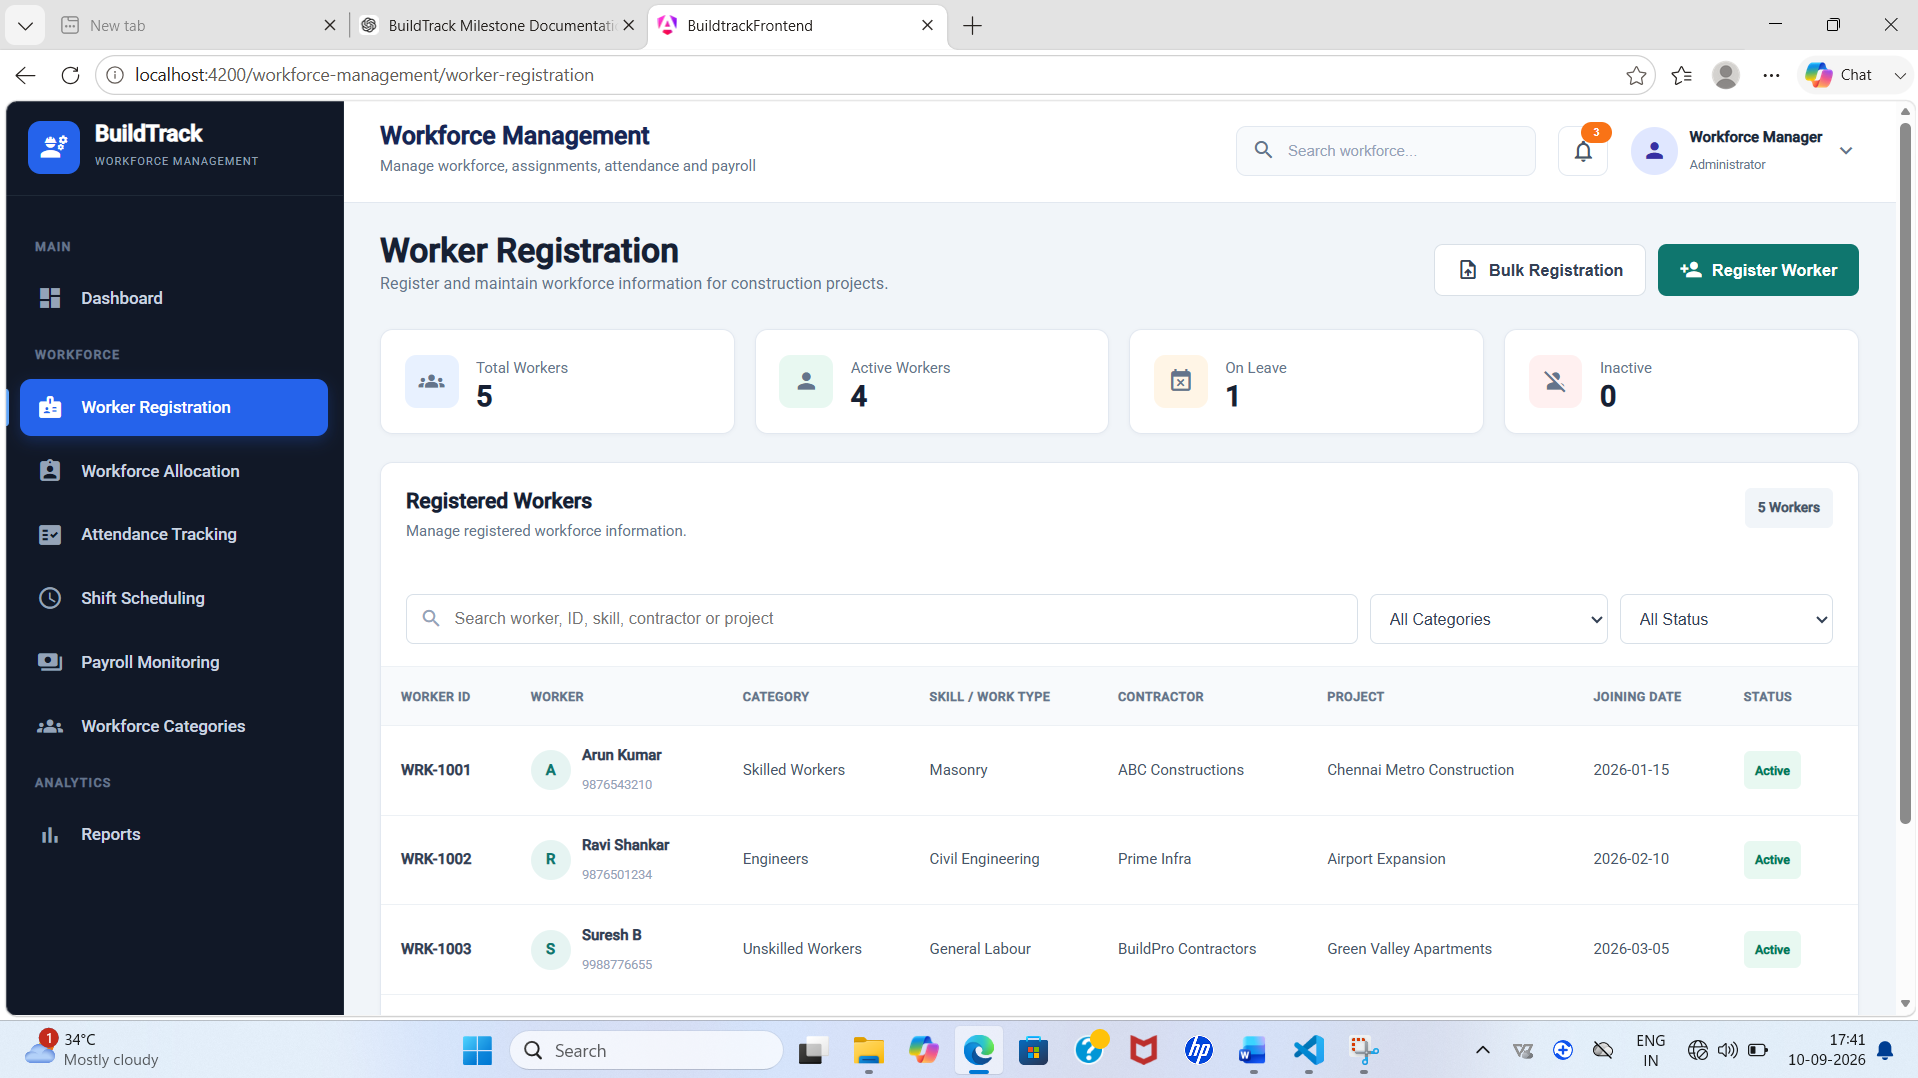 New tab
BuildTrack Milestone Documentati
BuildtrackFrontend
localhost:4200/workforce-management/worker-registration
Chat
BuildTrack
WORKFORCE MANAGEMENT
MAIN
Dashboard
WORKFORCE
Worker Registration
Workforce Allocation
Attendance Tracking
Shift Scheduling
Payroll Monitoring
Workforce Categories
ANALYTICS
Reports
Workforce Management
Manage workforce, assignments, attendance and payroll
Search workforce...
3
Workforce Manager
Administrator
Worker Registration
Register and maintain workforce information for construction projects.
Bulk Registration
Register Worker
Total Workers
5
Active Workers
4
On Leave
1
Inactive
0
Registered Workers
Manage registered workforce information.
5 Workers
Search worker, ID, skill, contractor or project
All Categories
All Status
WORKER ID WORKER CATEGORY SKILL / WORK TYPE CONTRACTOR PROJECT JOINING DATE STATUS
WRK-1001 A Arun Kumar 9876543210 Skilled Workers Masonry ABC Constructions Chennai Metro Construction 2026-01-15 Active
WRK-1002 R Ravi Shankar 9876501234 Engineers Civil Engineering Prime Infra Airport Expansion 2026-02-10 Active
WRK-1003 S Suresh B 9988776655 Unskilled Workers General Labour BuildPro Contractors Green Valley Apartments 2026-03-05 Active
1
34°C
Mostly cloudy
Search
ENG
IN
17:41
10-09-2026